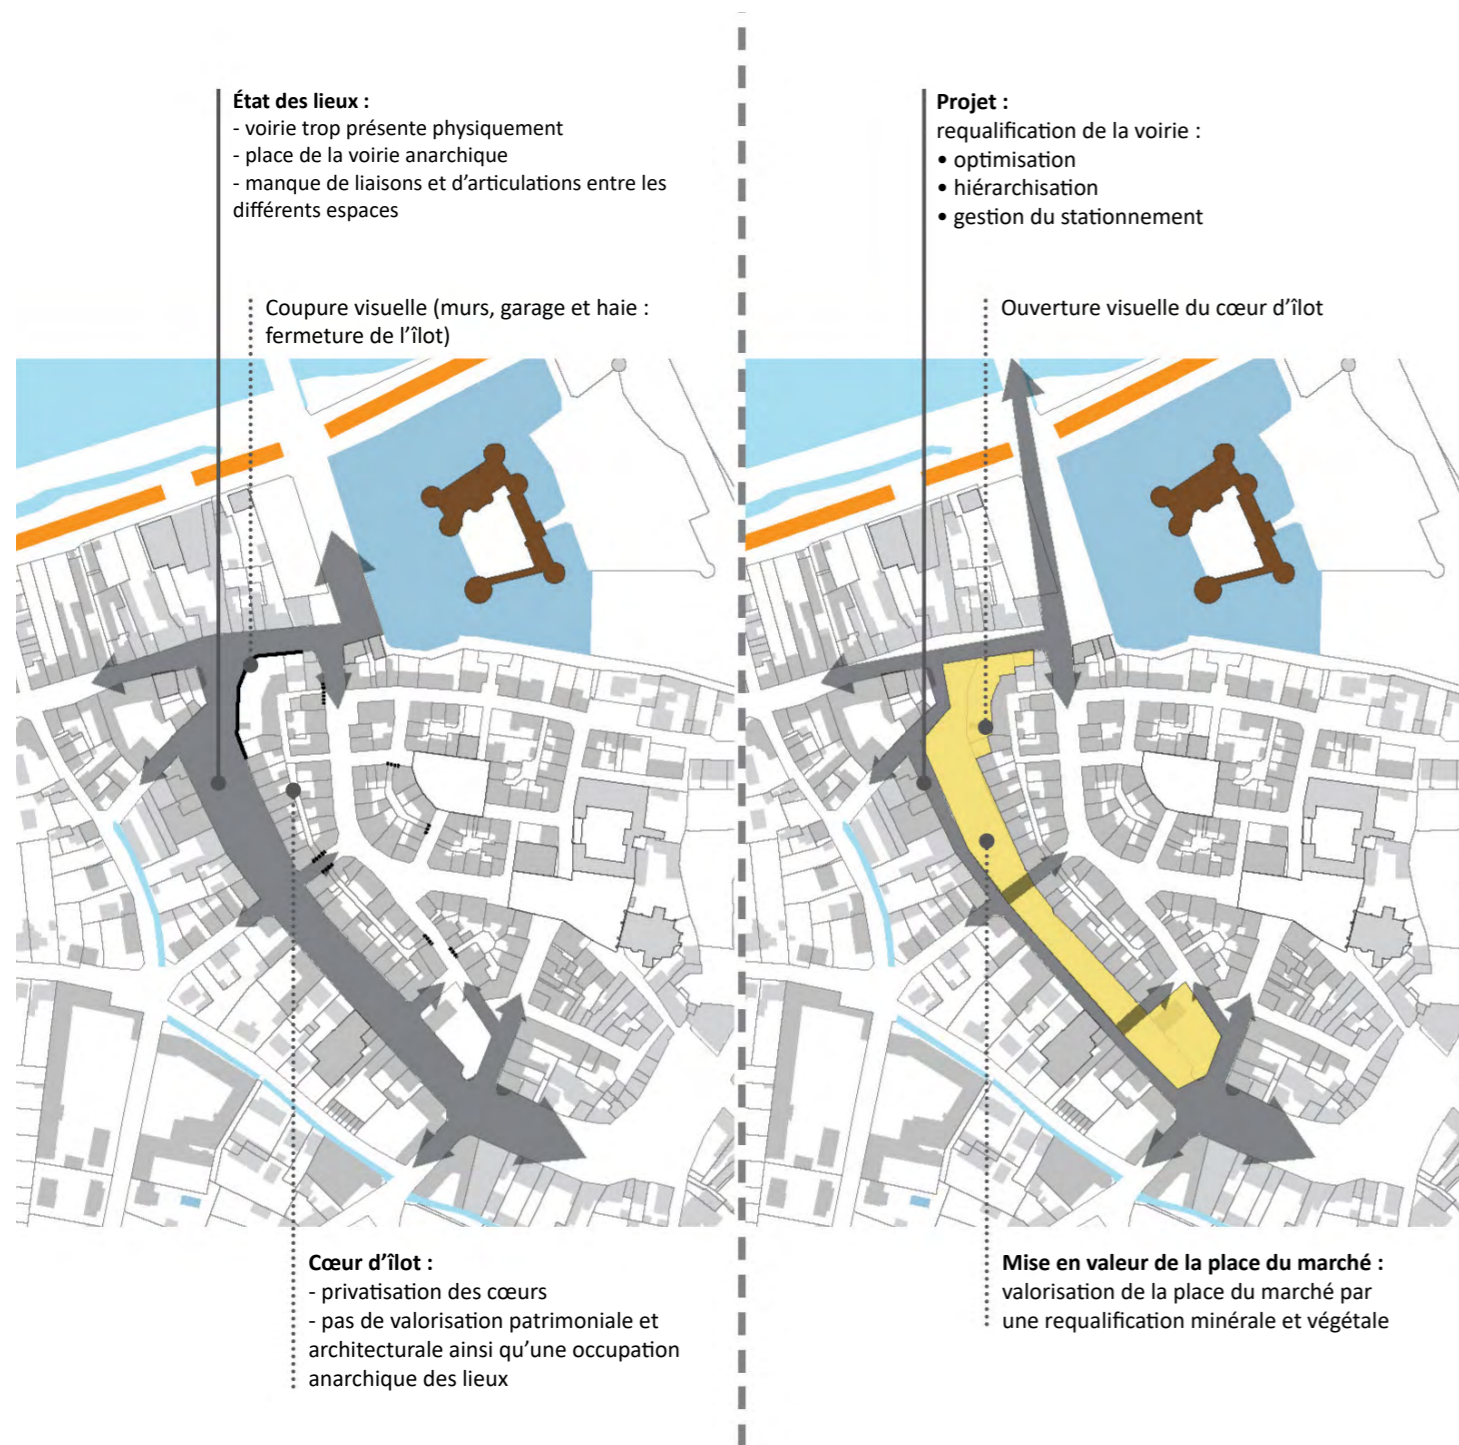 État des lieux :
- voirie trop présente physiquement
- place de la voirie anarchique
- manque de liaisons et d'articulations entre les
différents espaces
Coupure visuelle (murs, garage et haie :
fermeture de l'îlot)
Cœur d'îlot :
- privatisation des cœurs
- pas de valorisation patrimoniale et
architecturale ainsi qu'une occupation
anarchique des lieux
Projet :
requalification de la voirie :
• optimisation
• hiérarchisation
• gestion du stationnement
Ouverture visuelle du cœur d'îlot
Mise en valeur de la place du marché :
valorisation de la place du marché par
une requalification minérale et végétale